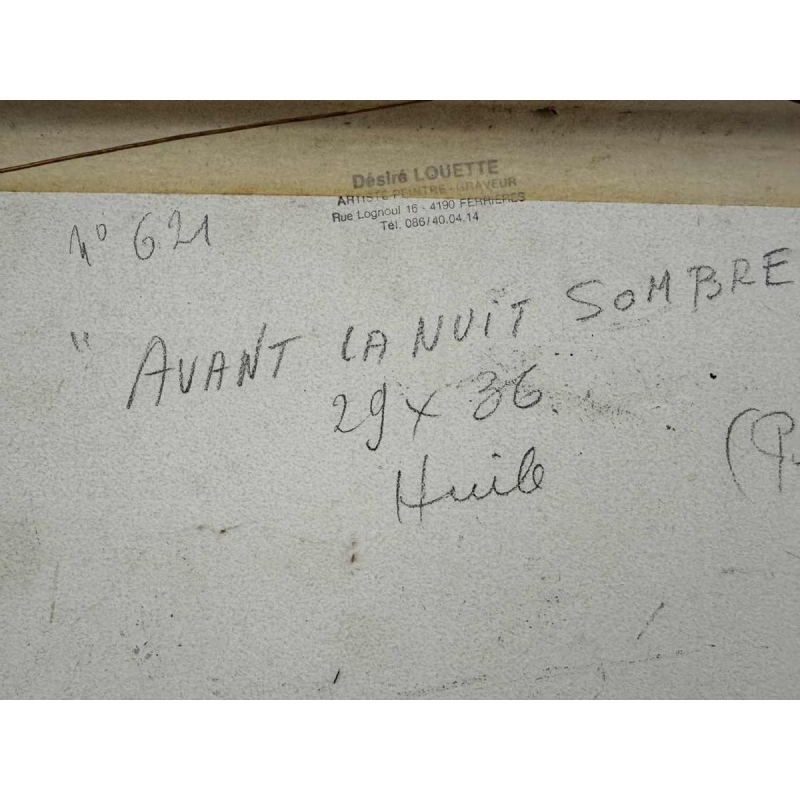 Désiré LOUETTE
ARTISTE PEINTRE - GRAVEUR
Rue Lognoul 16 - 4190 FERRIERES
Tél. 086/40.04.14
N° 621
" AVANT LA NUIT SOMBRE
29 x 36.
Huile